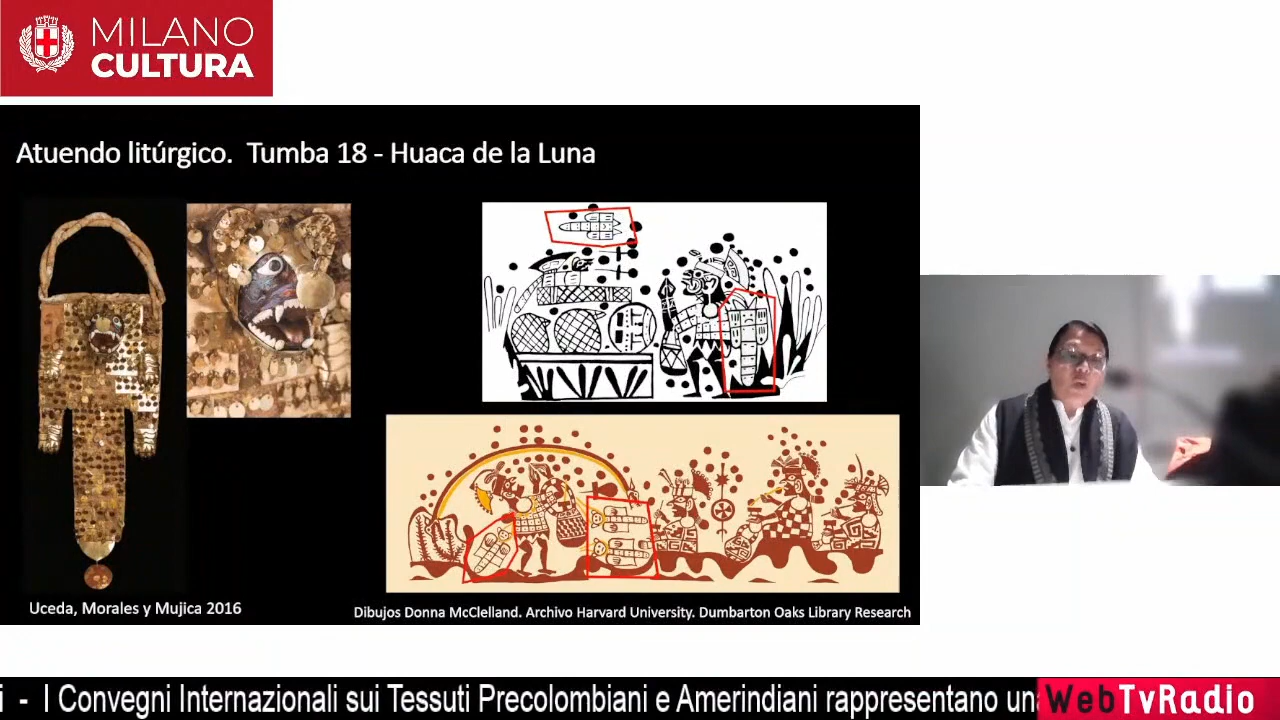 MILANO
CULTURA
Atuendo litúrgico. Tumba 18 - Huaca de la Luna
Uceda, Morales y Mujica 2016
Dibujos Donna McClelland. Archivo Harvard University. Dumbarton Oaks Library Research
i - I Convegni Internazionali sui Tessuti Precolombiani e Amerindiani rappresentano un
WebTvRadio